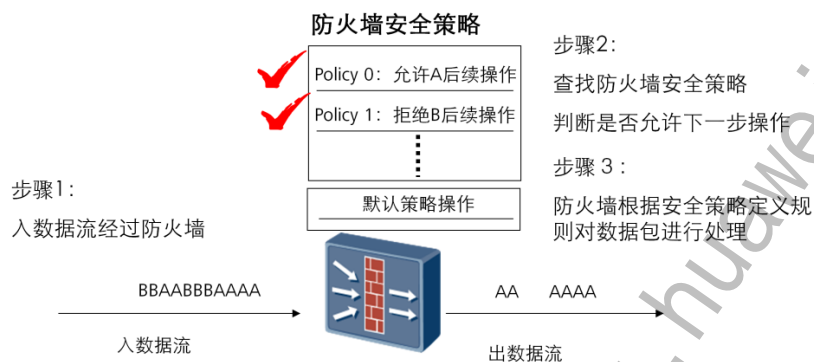 防火墙安全策略
Policy 0：允许A后续操作
Policy 1：拒绝B后续操作
默认策略操作
步骤1：
入数据流经过防火墙
步骤2：
查找防火墙安全策略
判断是否允许下一步操作
步骤 3：
防火墙根据安全策略定义规
则对数据包进行处理
BBAABBBAAAA
入数据流
AA AAAA
出数据流
huawei.